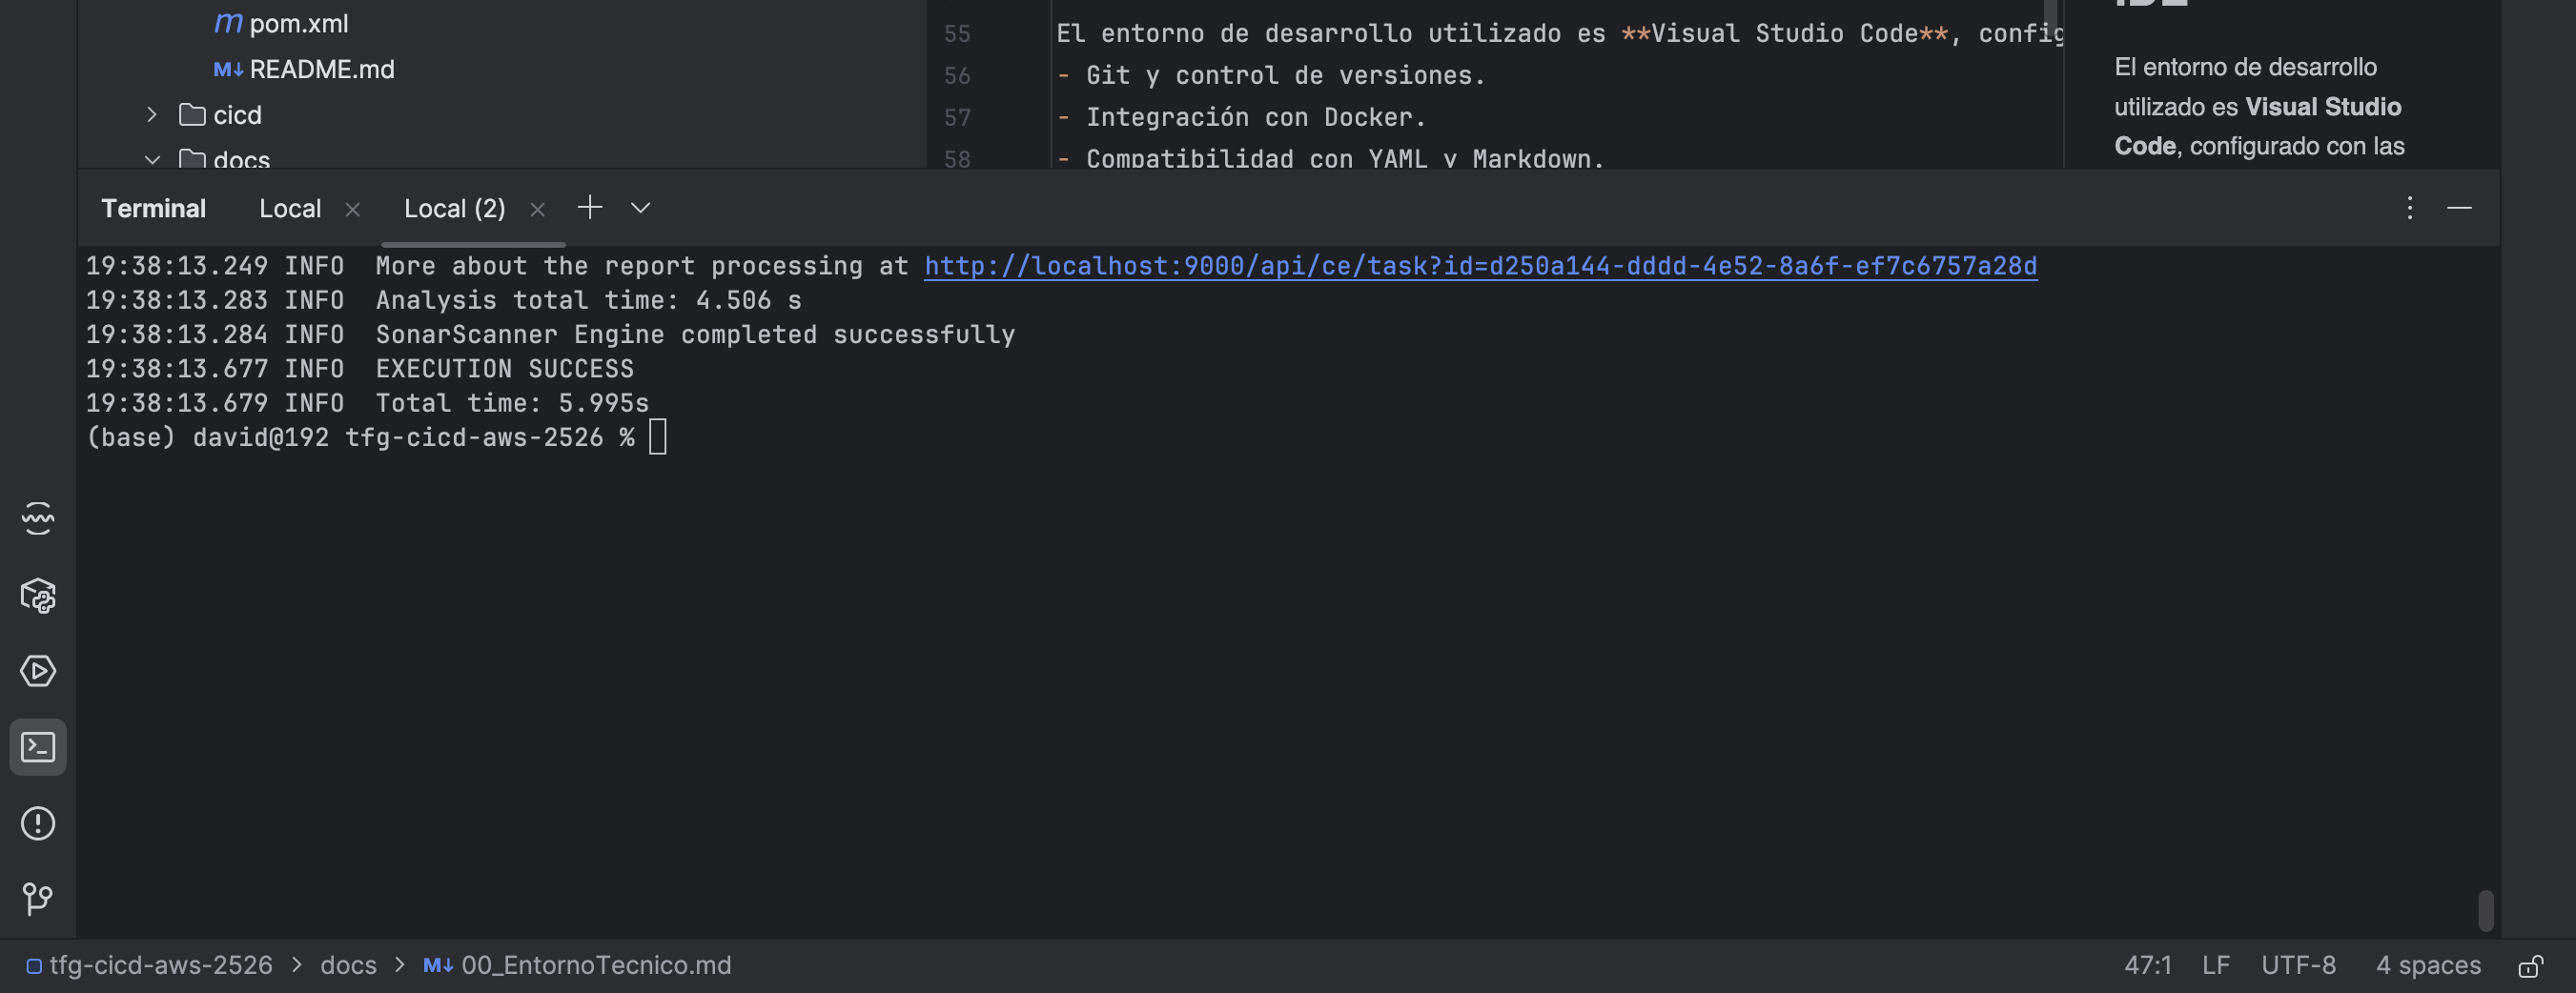 pom.xml
README.md
cicd
docs
55 El entorno de desarrollo utilizado es **Visual Studio Code**, config
56 - Git y control de versiones.
57 - Integración con Docker.
58 - Compatibilidad con YAML y Markdown.
IDE
El entorno de desarrollo
utilizado es Visual Studio
Code, configurado con las
Terminal Local Local (2)
19:38:13.249 INFO  More about the report processing at http://localhost:9000/api/ce/task?id=d250a144-dddd-4e52-8a6f-ef7c6757a28d
19:38:13.283 INFO  Analysis total time: 4.506 s
19:38:13.284 INFO  SonarScanner Engine completed successfully
19:38:13.677 INFO  EXECUTION SUCCESS
19:38:13.679 INFO  Total time: 5.995s
(base) david@192 tfg-cicd-aws-2526 %
tfg-cicd-aws-2526 > docs > M↓ 00_EntornoTecnico.md 47:1 LF UTF-8 4 spaces